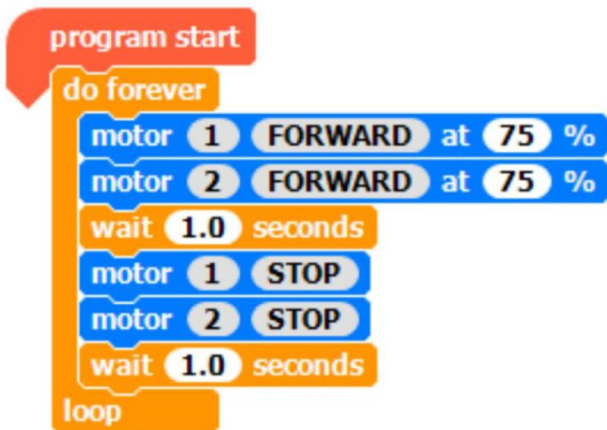 program start
do forever
motor 1 FORWARD at 75 %
motor 2 FORWARD at 75 %
wait 1.0 seconds
motor 1 STOP
motor 2 STOP
wait 1.0 seconds
loop